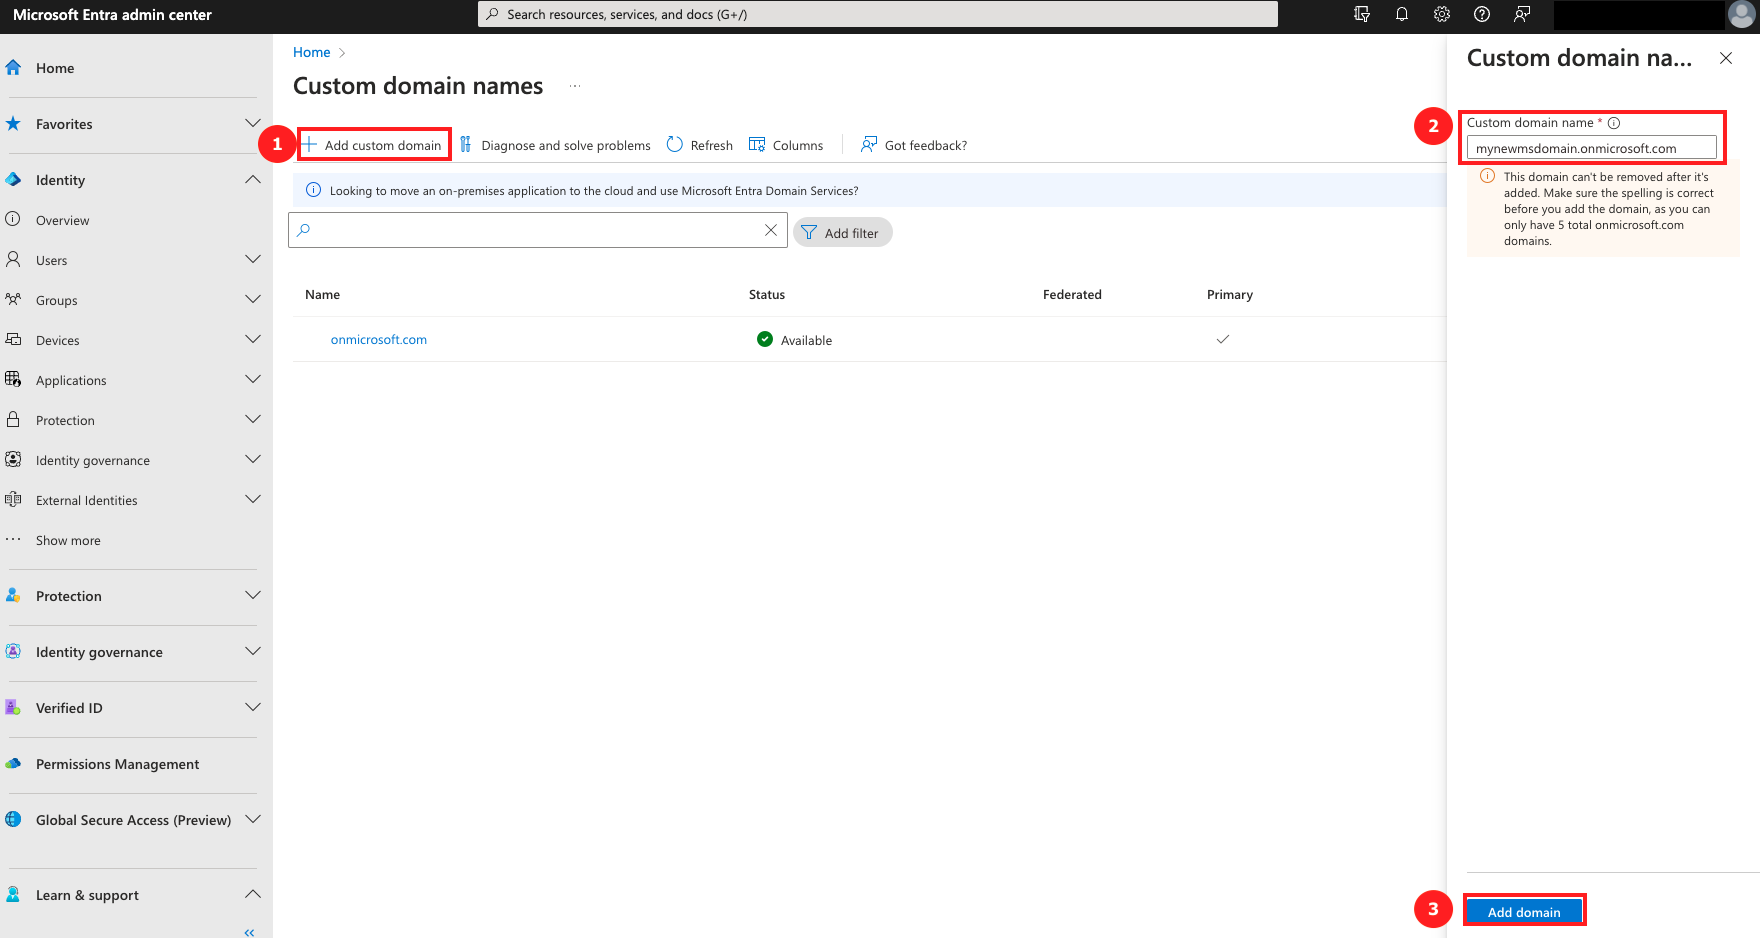 Microsoft Entra admin center
Search resources, services, and docs (G+/)
Home
Favorites
Identity
Overview
Users
Groups
Devices
Applications
Protection
Identity governance
External Identities
Show more
Protection
Identity governance
Verified ID
Permissions Management
Global Secure Access (Preview)
Learn & support
Home
Custom domain names
1
Add custom domain
Diagnose and solve problems
Refresh
Columns
Got feedback?
Looking to move an on-premises application to the cloud and use Microsoft Entra Domain Services?
Add filter
Name Status Federated Primary
onmicrosoft.com Available
Custom domain na...
2
Custom domain name *
mynewmsdomain.onmicrosoft.com
This domain can't be removed after it's
added. Make sure the spelling is correct
before you add the domain, as you can
only have 5 total onmicrosoft.com
domains.
3
Add domain